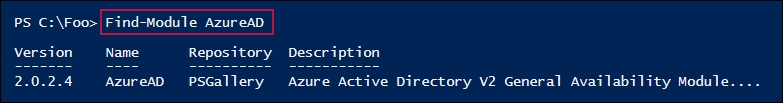 PS C:\Foo> Find-Module AzureAD
Version Name Repository Description
------- ---- ---------- -----------
2.0.2.4 AzureAD PSGallery Azure Active Directory V2 General Availability Module....